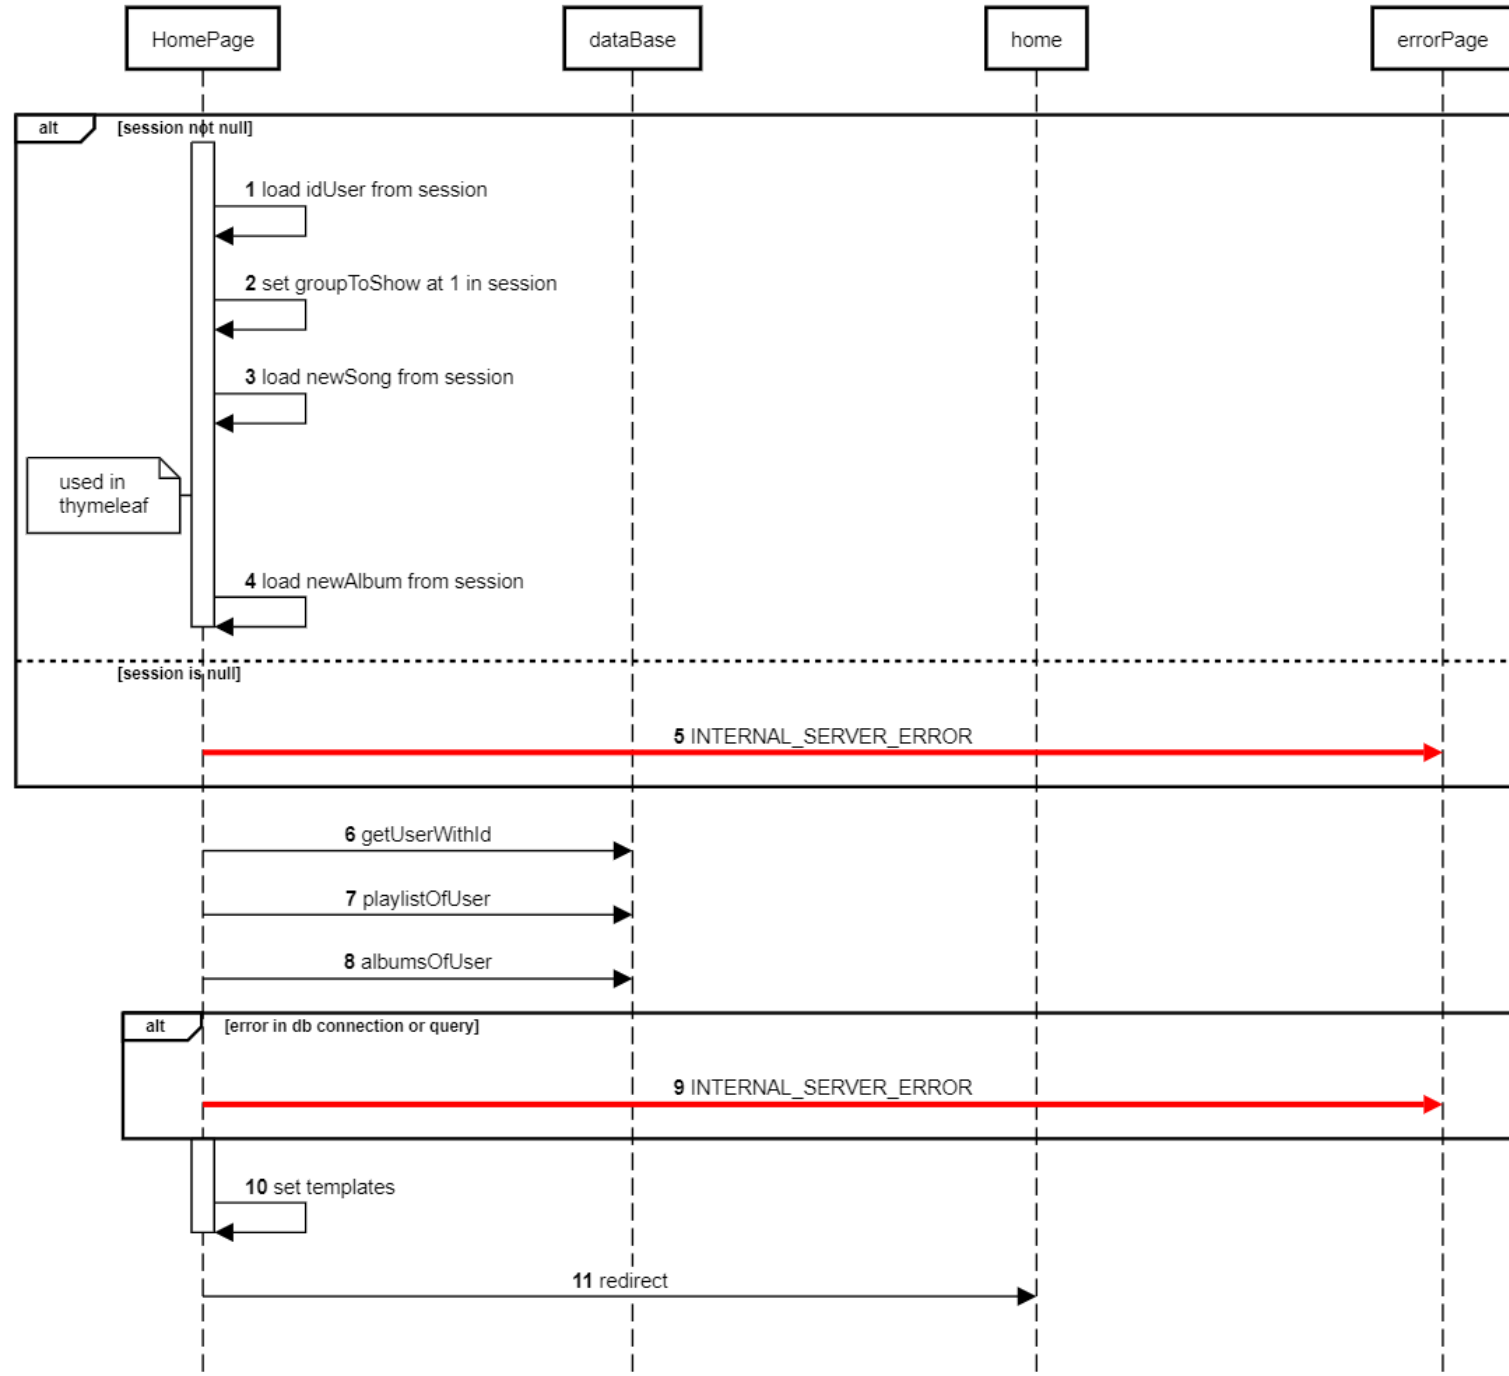 HomePage
dataBase
home
errorPage
alt
[session not null]
1 load idUser from session
2 set groupToShow at 1 in session
3 load newSong from session
used in
thymeleaf
4 load newAlbum from session
[session is null]
5 INTERNAL_SERVER_ERROR
6 getUserWithId
7 playlistOfUser
8 albumsOfUser
alt
[error in db connection or query]
9 INTERNAL_SERVER_ERROR
10 set templates
11 redirect